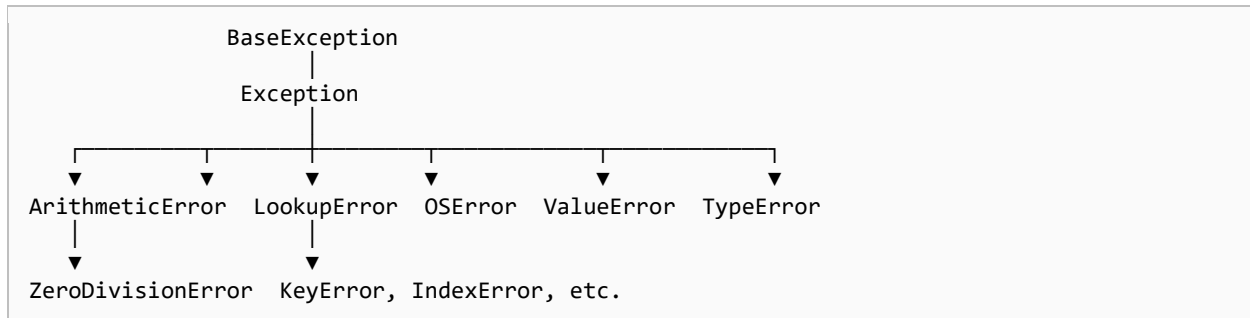 BaseException
Exception
ArithmeticError LookupError OSError ValueError TypeError
ZeroDivisionError KeyError, IndexError, etc.